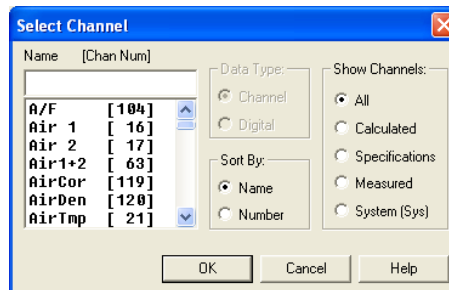 Select Channel
Name [Chan Num]
A/F [104]
Air 1 [ 16]
Air 2 [ 17]
Air1+2 [ 63]
AirCor [119]
AirDen [120]
AirTmp [ 21]
Data Type:
Channel
Digital
Sort By:
Name
Number
Show Channels:
All
Calculated
Specifications
Measured
System (Sys)
OK
Cancel
Help